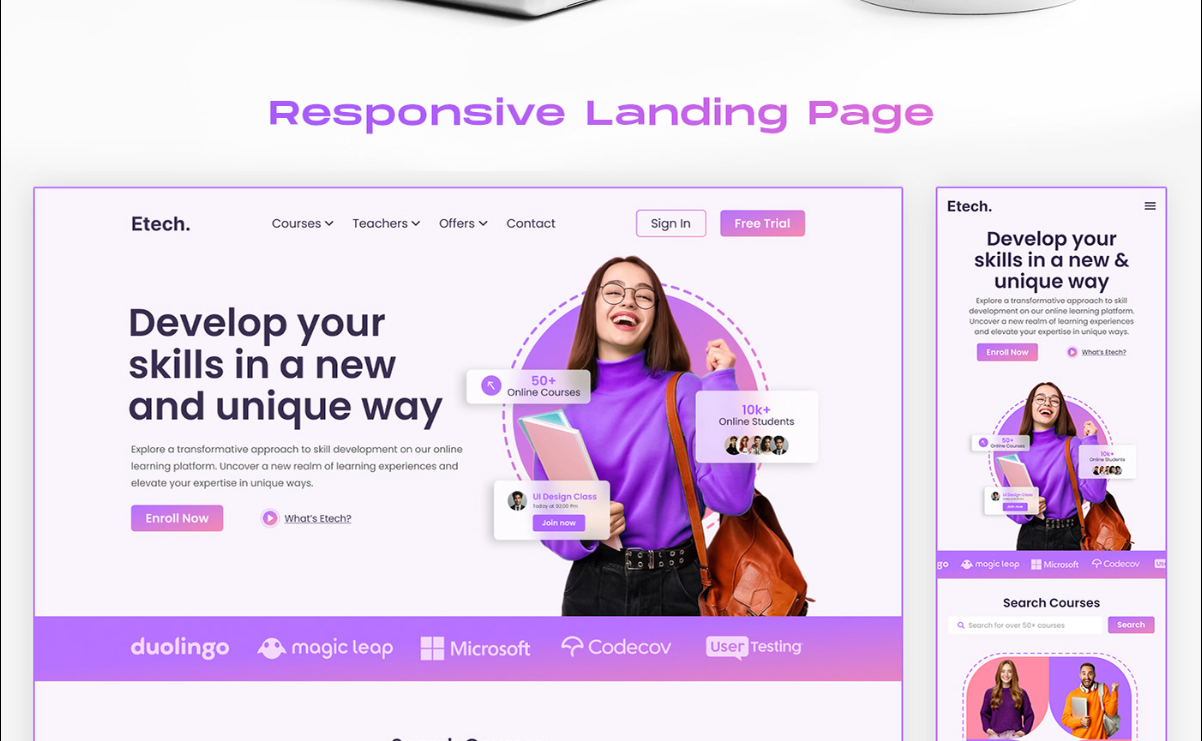 Responsive Landing Page
Etech.
Courses Teachers Offers Contact
Sign In
Free Trial
Develop your
skills in a new
and unique way
Explore a transformative approach to skill development on our online
learning platform. Uncover a new realm of learning experiences and
elevate your expertise in unique ways.
Enroll Now
What's Etech?
50+
Online Courses
10k+
Online Students
UI Design Class
Today at 02:00 Pm
Join now
duolingo
magic leap
Microsoft
Codecov
User Testing
Etech.
Develop your
skills in a new &
unique way
Explore a transformative approach to skill
development on our online learning platform.
Uncover a new realm of learning experiences
and elevate your expertise in unique ways.
Enroll Now
What's Etech?
50+
Online Courses
10k+
Online Students
UI Design Class
Join now
go
magic leap
Microsoft
Codecov
Search Courses
Search for over 50+ courses
Search